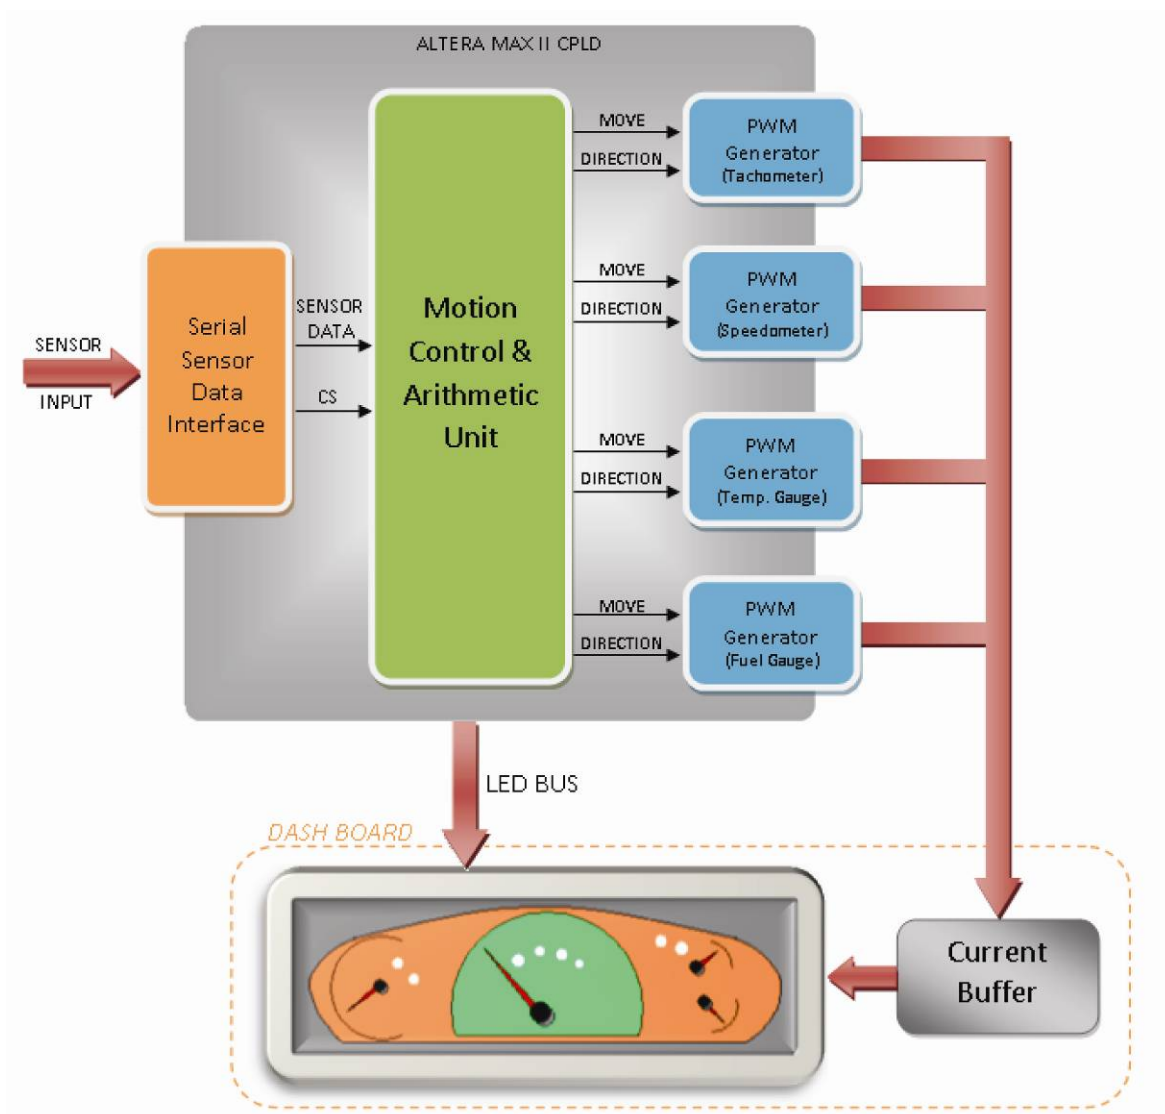 ALTERA MAX II CPLD
MOVE
DIRECTION
PWM
Generator
(Tachometer)
MOVE
DIRECTION
PWM
Generator
(Speedometer)
SENSOR
INPUT
Serial
Sensor
Data
Interface
SENSOR
DATA
CS
Motion
Control &
Arithmetic
Unit
MOVE
DIRECTION
PWM
Generator
(Temp. Gauge)
MOVE
DIRECTION
PWM
Generator
(Fuel Gauge)
LED BUS
DASH BOARD
Current
Buffer